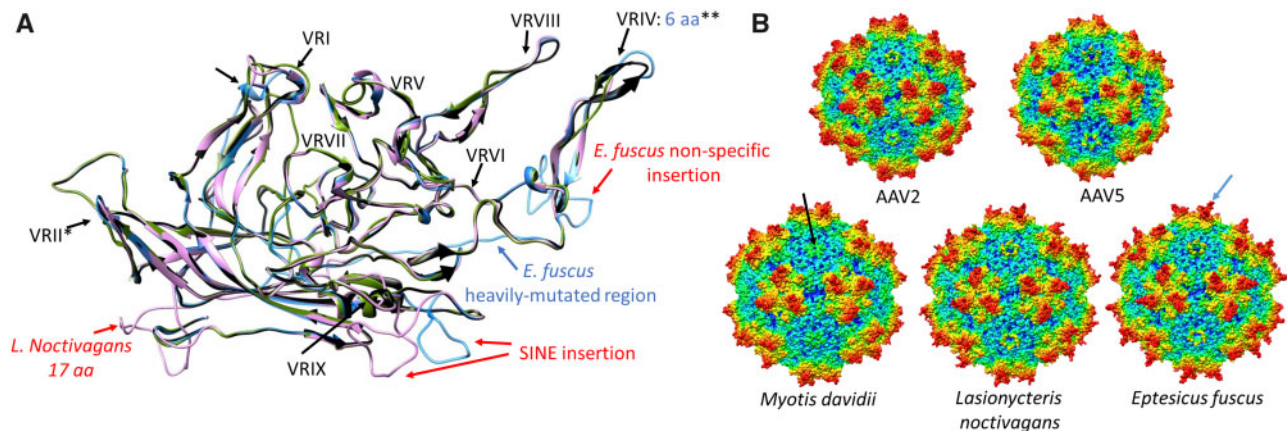 A
VRI
VRVIII
VRIV: 6 aa**
VRV
VRVII
VRVI
E. fuscus non-specific
insertion
VRII*
E. fuscus
heavily-mutated region
L. Noctivagans
17 aa
VRIX
SINE insertion
B
AAV2
AAV5
Myotis davidii
Lasionycteris
noctivagans
Eptesicus fuscus